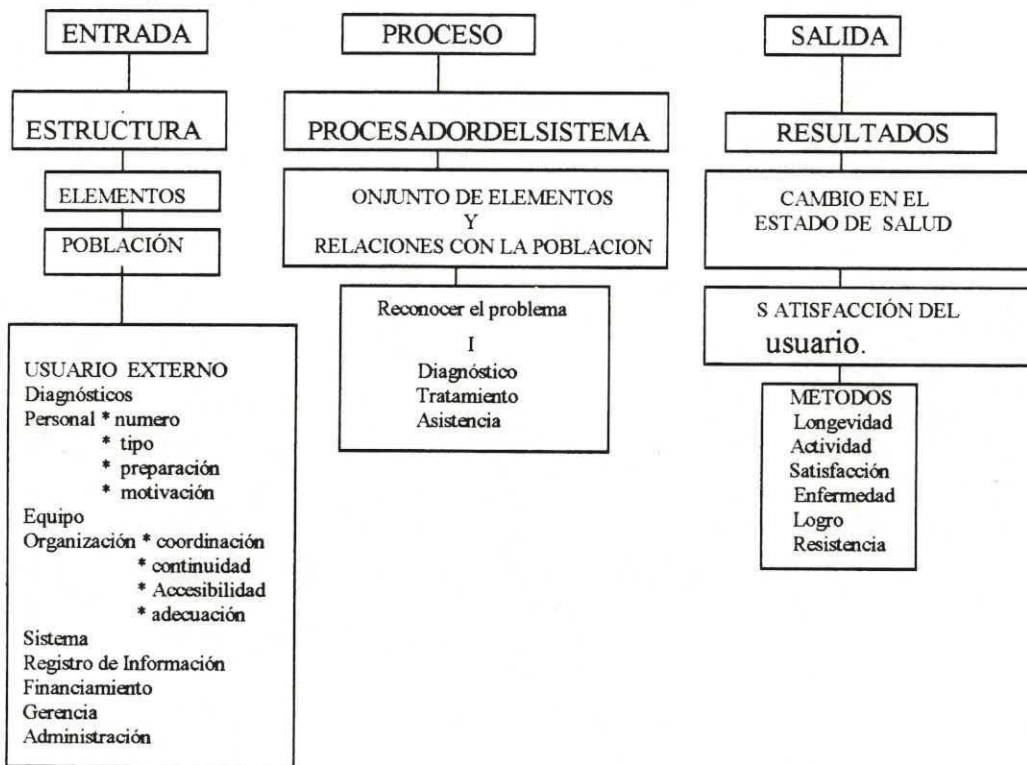 ENTRADA
ESTRUCTURA
ELEMENTOS
POBLACIÓN
USUARIO EXTERNO
Diagnósticos
Personal * numero
* tipo
* preparación
* motivación
Equipo
Organización * coordinación
* continuidad
* Accesibilidad
* adecuación
Sistema
Registro de Información
Financiamiento
Gerencia
Administración
PROCESO
PROCESADORDELSISTEMA
ONJUNTO DE ELEMENTOS
Y
RELACIONES CON LA POBLACION
Reconocer el problema
I
Diagnóstico
Tratamiento
Asistencia
SALIDA
RESULTADOS
CAMBIO EN EL
ESTADO DE SALUD
S ATISFACCIÓN DEL
usuario.
METODOS
Longevidad
Actividad
Satisfacción
Enfermedad
Logro
Resistencia